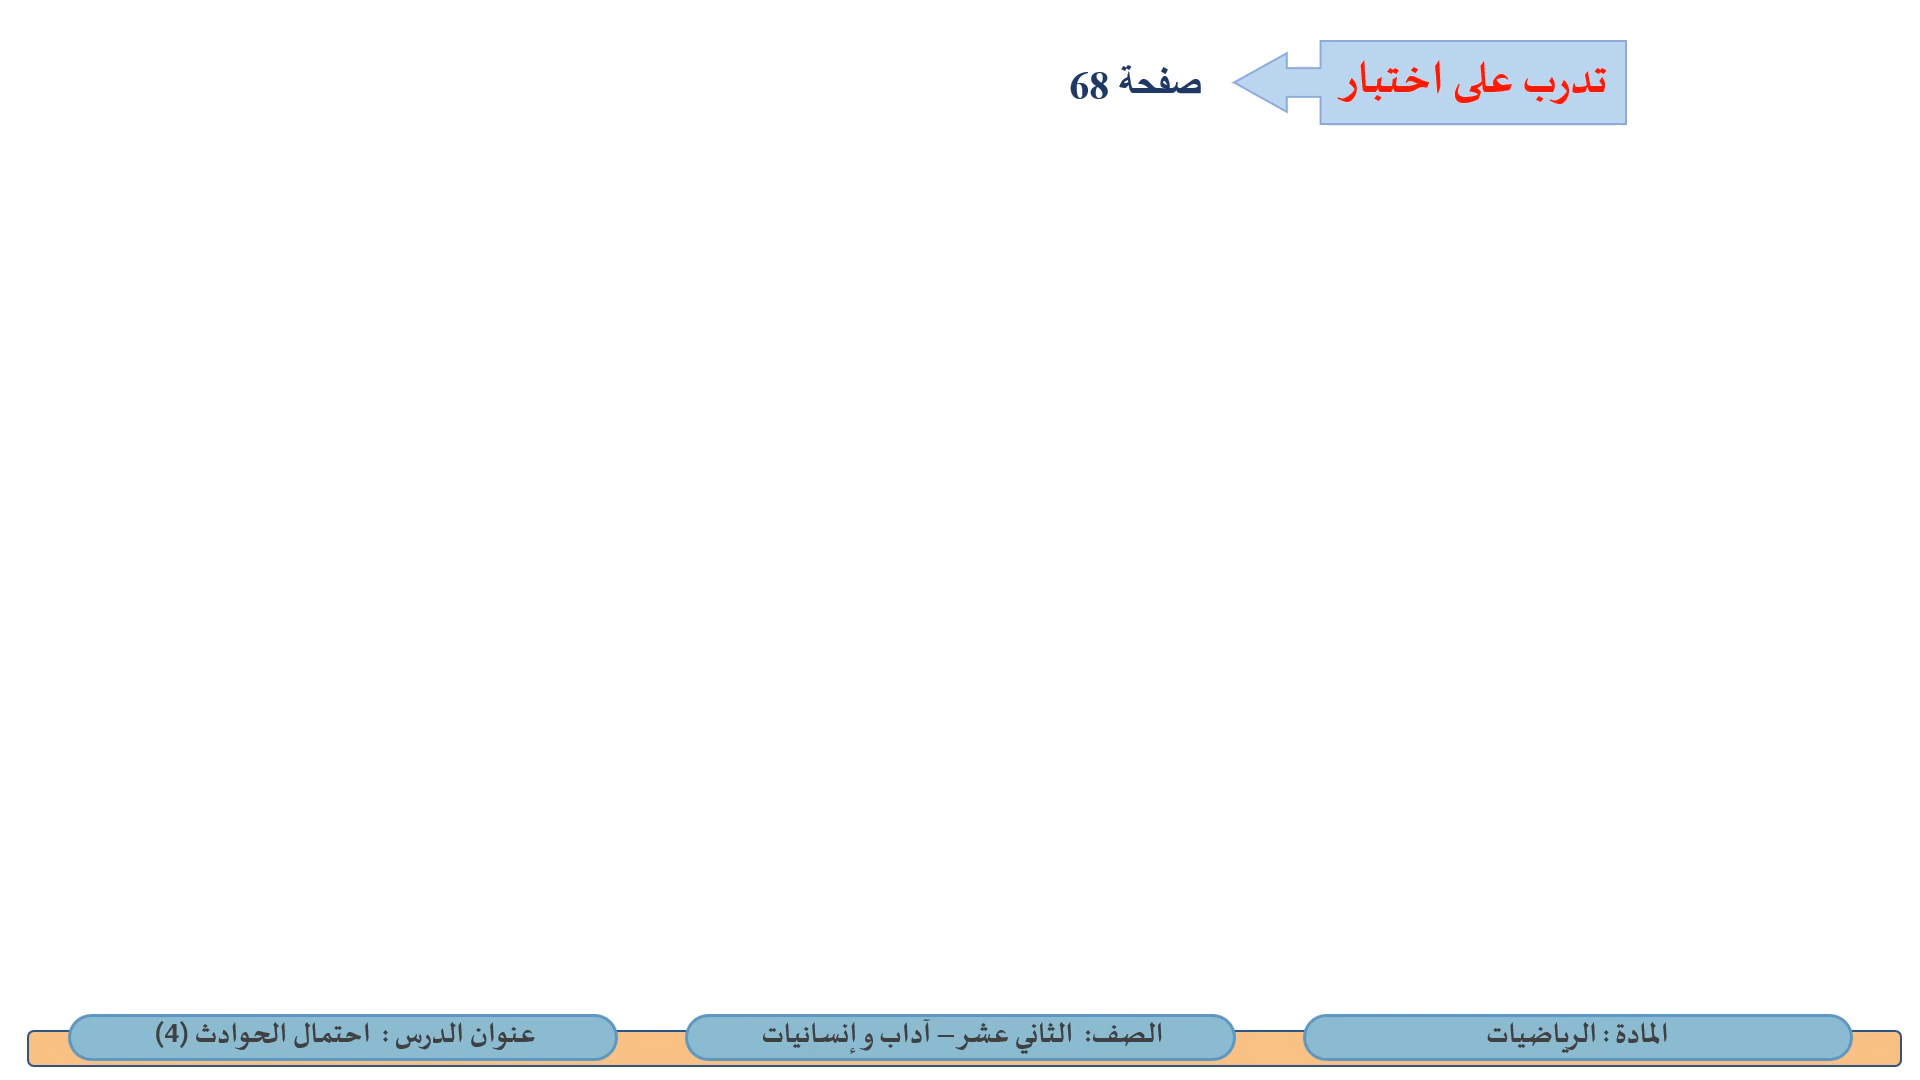 تدرب على اختبار
صفحة 68
المادة : الرياضيات
الصف: الثاني عشر – آداب و إنسانيات
عنوان الدرس : احتمال الحوادث (4)